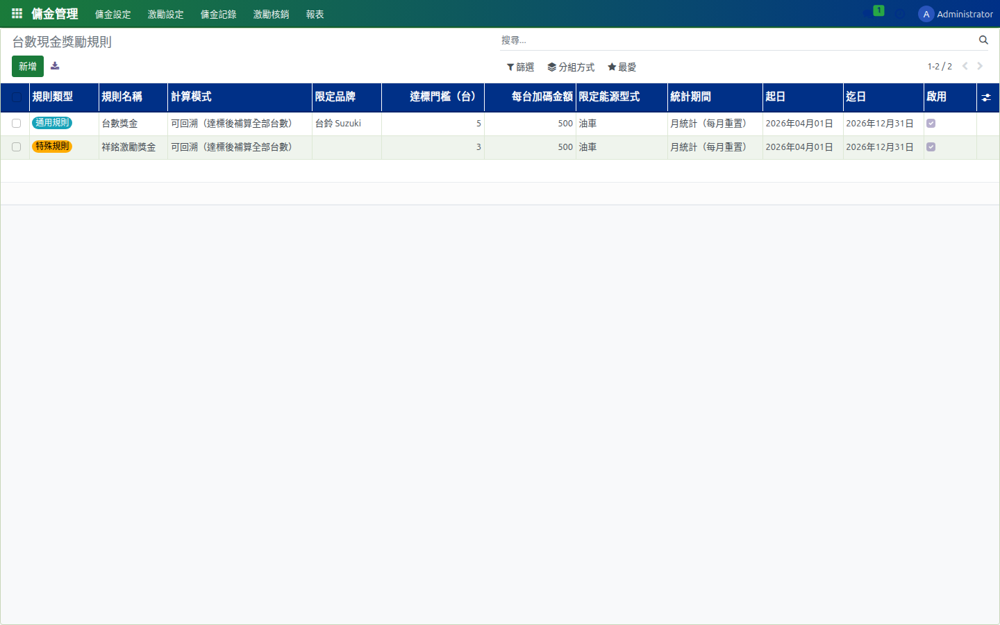 傭金管理 傭金設定 激勵設定 傭金記錄 激勵核銷 報表 1 A Administrator
台數現金獎勵規則 搜尋...
新增 篩選 分組方式 最愛 1-2 / 2
規則類型 規則名稱 計算模式 限定品牌 達標門檻（台） 每台加碼金額 限定能源型式 統計期間 起日 迄日 啟用
通用規則 台數獎金 可回溯（達標後補算全部台數） 台鈴 Suzuki 5 500 油車 月統計（每月重置） 2026年04月01日 2026年12月31日
特殊規則 祥銘激勵獎金 可回溯（達標後補算全部台數） 3 500 油車 月統計（每月重置） 2026年04月01日 2026年12月31日